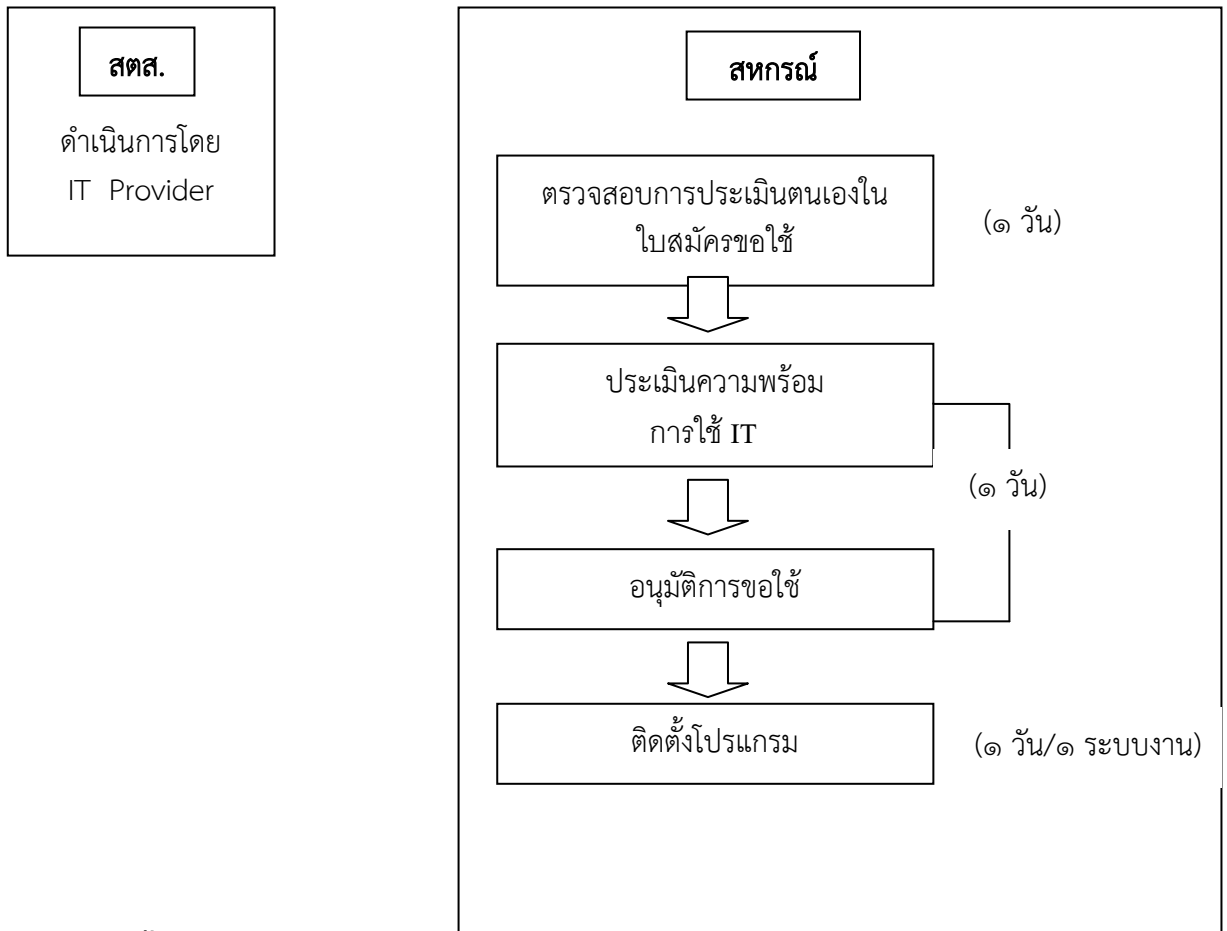 สตส.
ดำเนินการโดย
IT Provider
สหกรณ์
ตรวจสอบการประเมินตนเองใน
ใบสมัครขอใช้
(๑ วัน)
ประเมินความพร้อม
การใช้ IT
(๑ วัน)
อนุมัติการขอใช้
ติดตั้งโปรแกรม
(๑ วัน/๑ ระบบงาน)